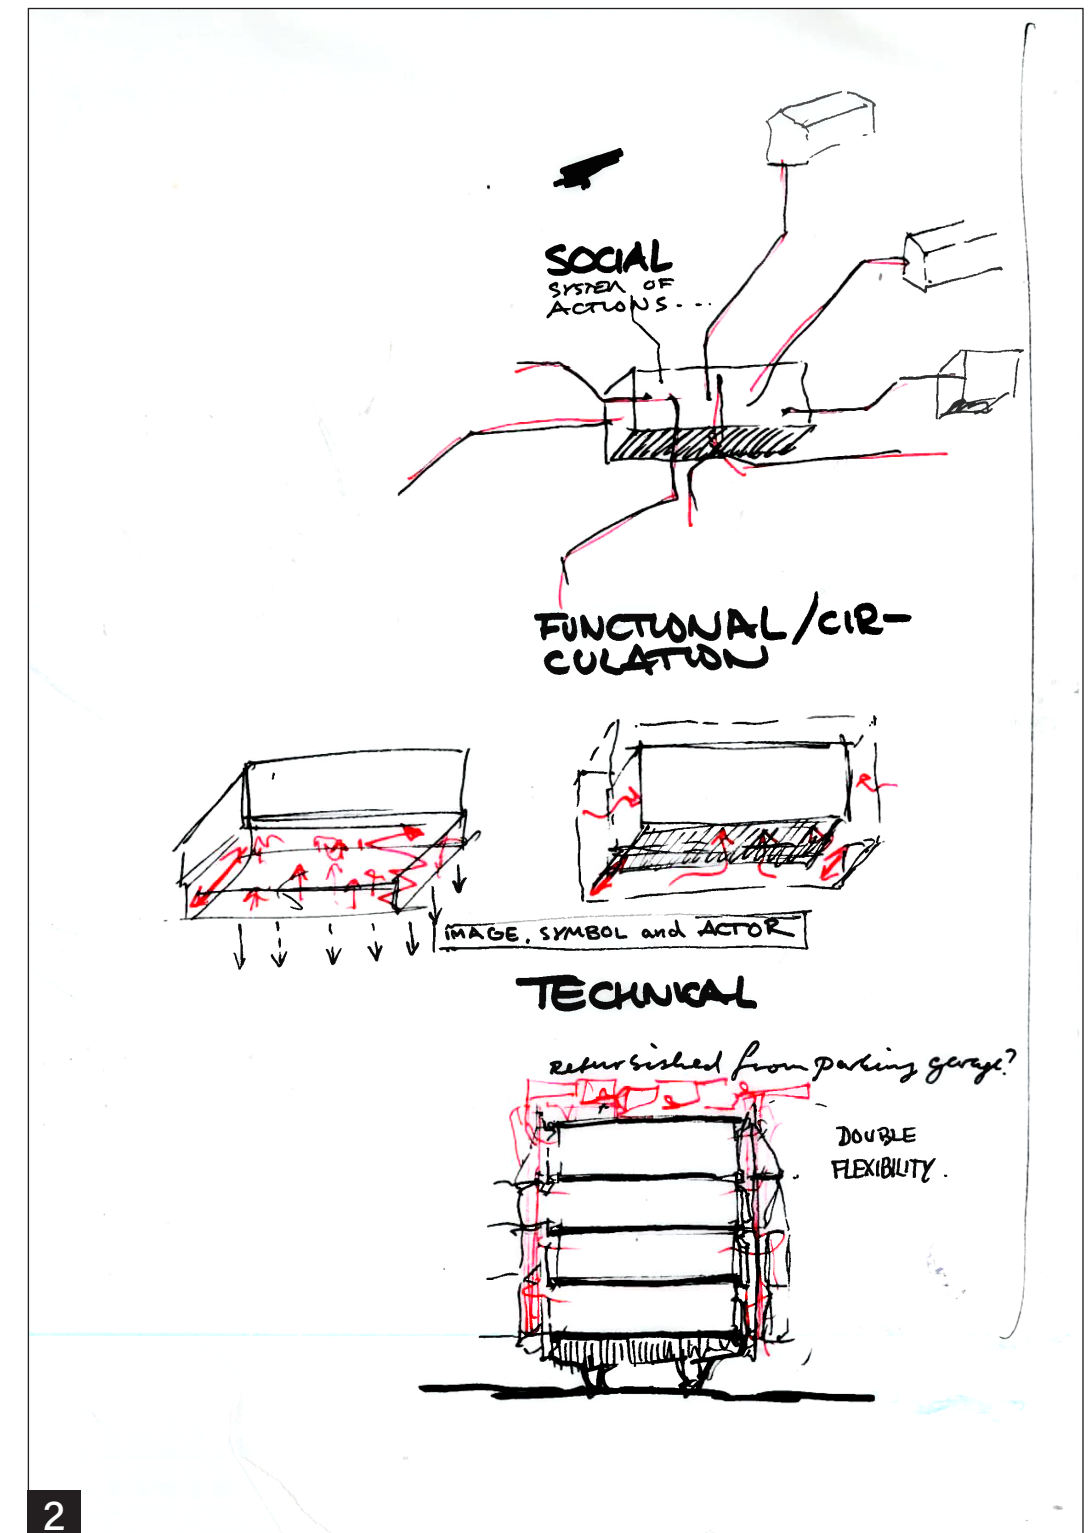 SOCIAL
SYSTEM OF
ACTIONS...
FUNCTIONAL/CIR-
CULATION
IMAGE, SYMBOL and ACTOR
TECHNICAL
refurbished from parking garage?
DOUBLE
FLEXIBILITY.
2